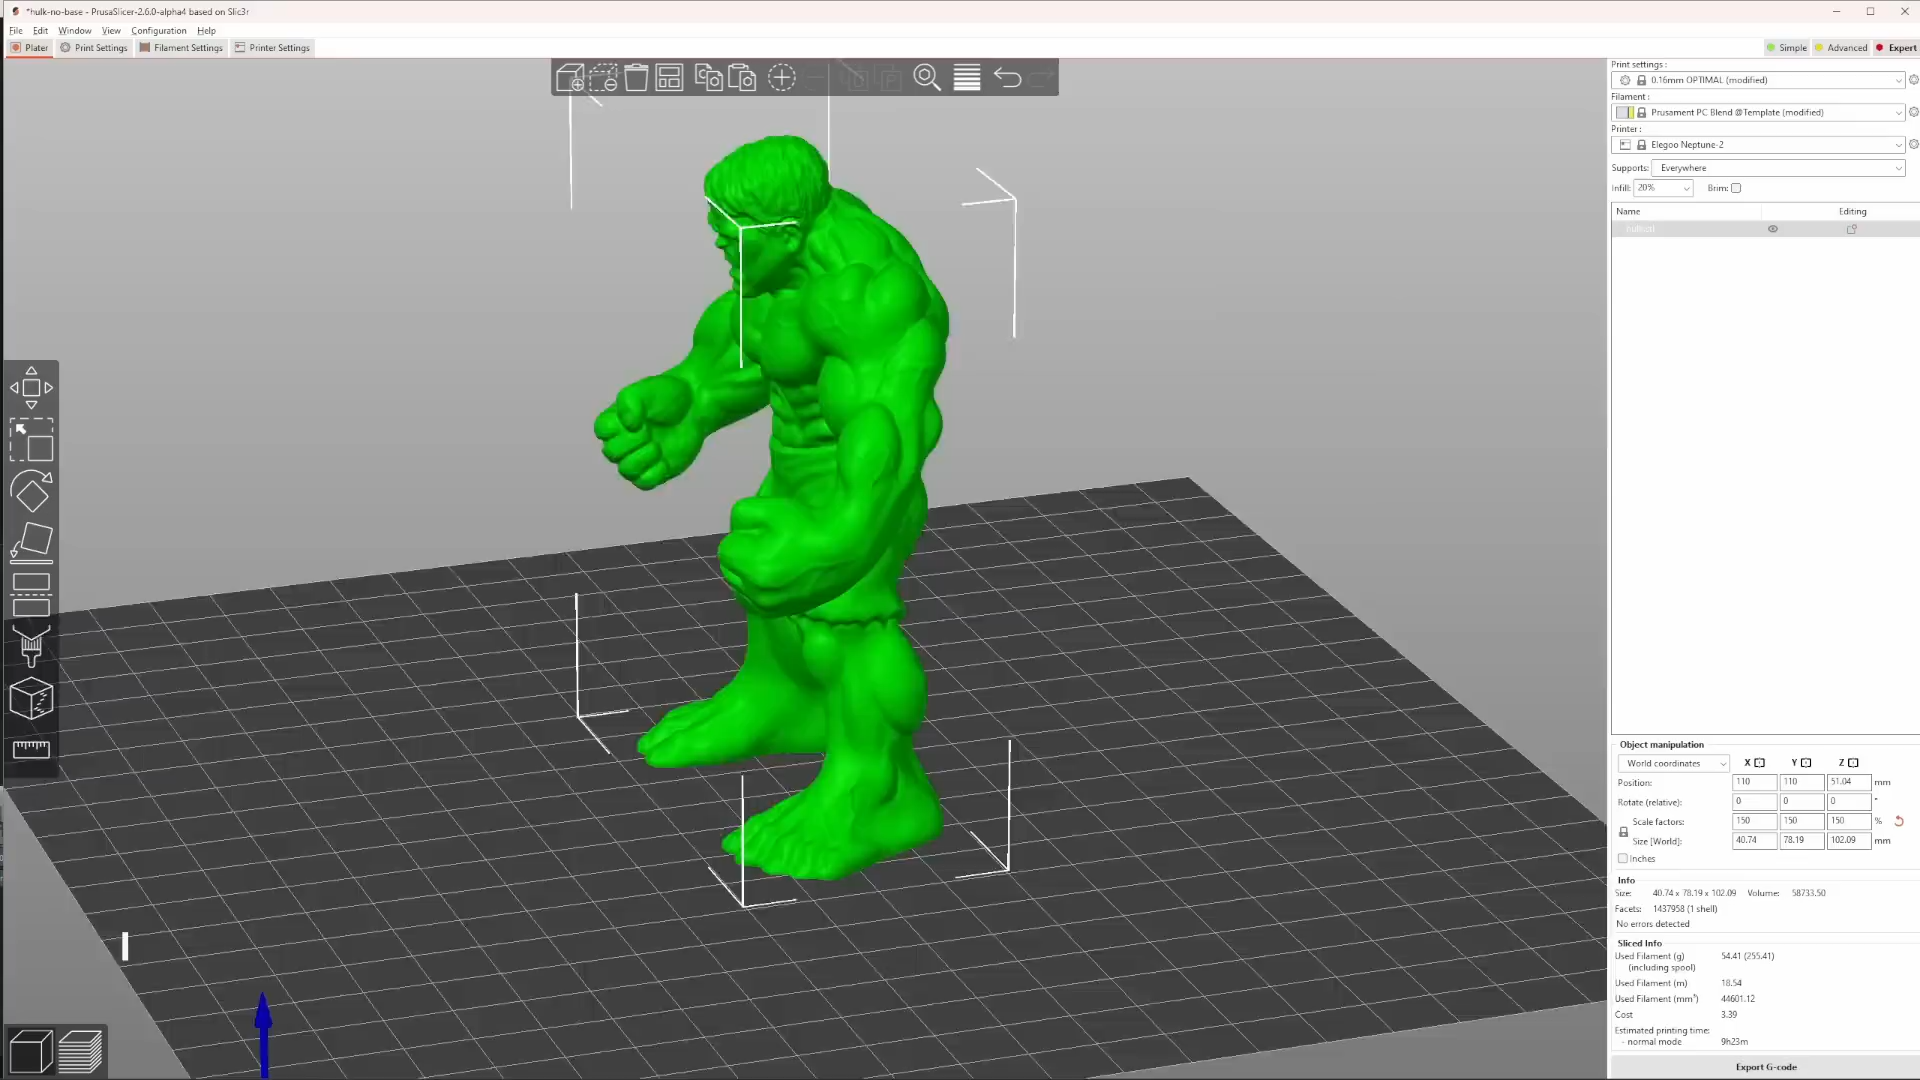 *hulk-no-base - PrusaSlicer-2.6.0-alpha4 based on Slic3r
File Edit Window View Configuration Help
Plater Print Settings Filament Settings Printer Settings Simple Advanced Expert
Print settings :
0.16mm OPTIMAL (modified)
Filament :
Prusament PC Blend @Template (modified)
Printer :
Elegoo Neptune-2
Supports: Everywhere
Infill: 20% Brim:
Name Editing
Object manipulation
World coordinates X Y Z
Position: 110 110 51.04 mm
Rotate (relative): 0 0 0 °
Scale factors: 150 150 150 %
Size [World]: 40.74 78.19 102.09 mm
Inches
Info
Size: 40.74 x 78.19 x 102.09 Volume: 58733.50
Facets: 1437958 (1 shell)
No errors detected
Sliced Info
Used Filament (g) 54.41 (255.41)
(including spool)
Used Filament (m) 18.54
Used Filament (mm³) 44601.12
Cost 3.39
Estimated printing time:
- normal mode 9h23m
Export G-code